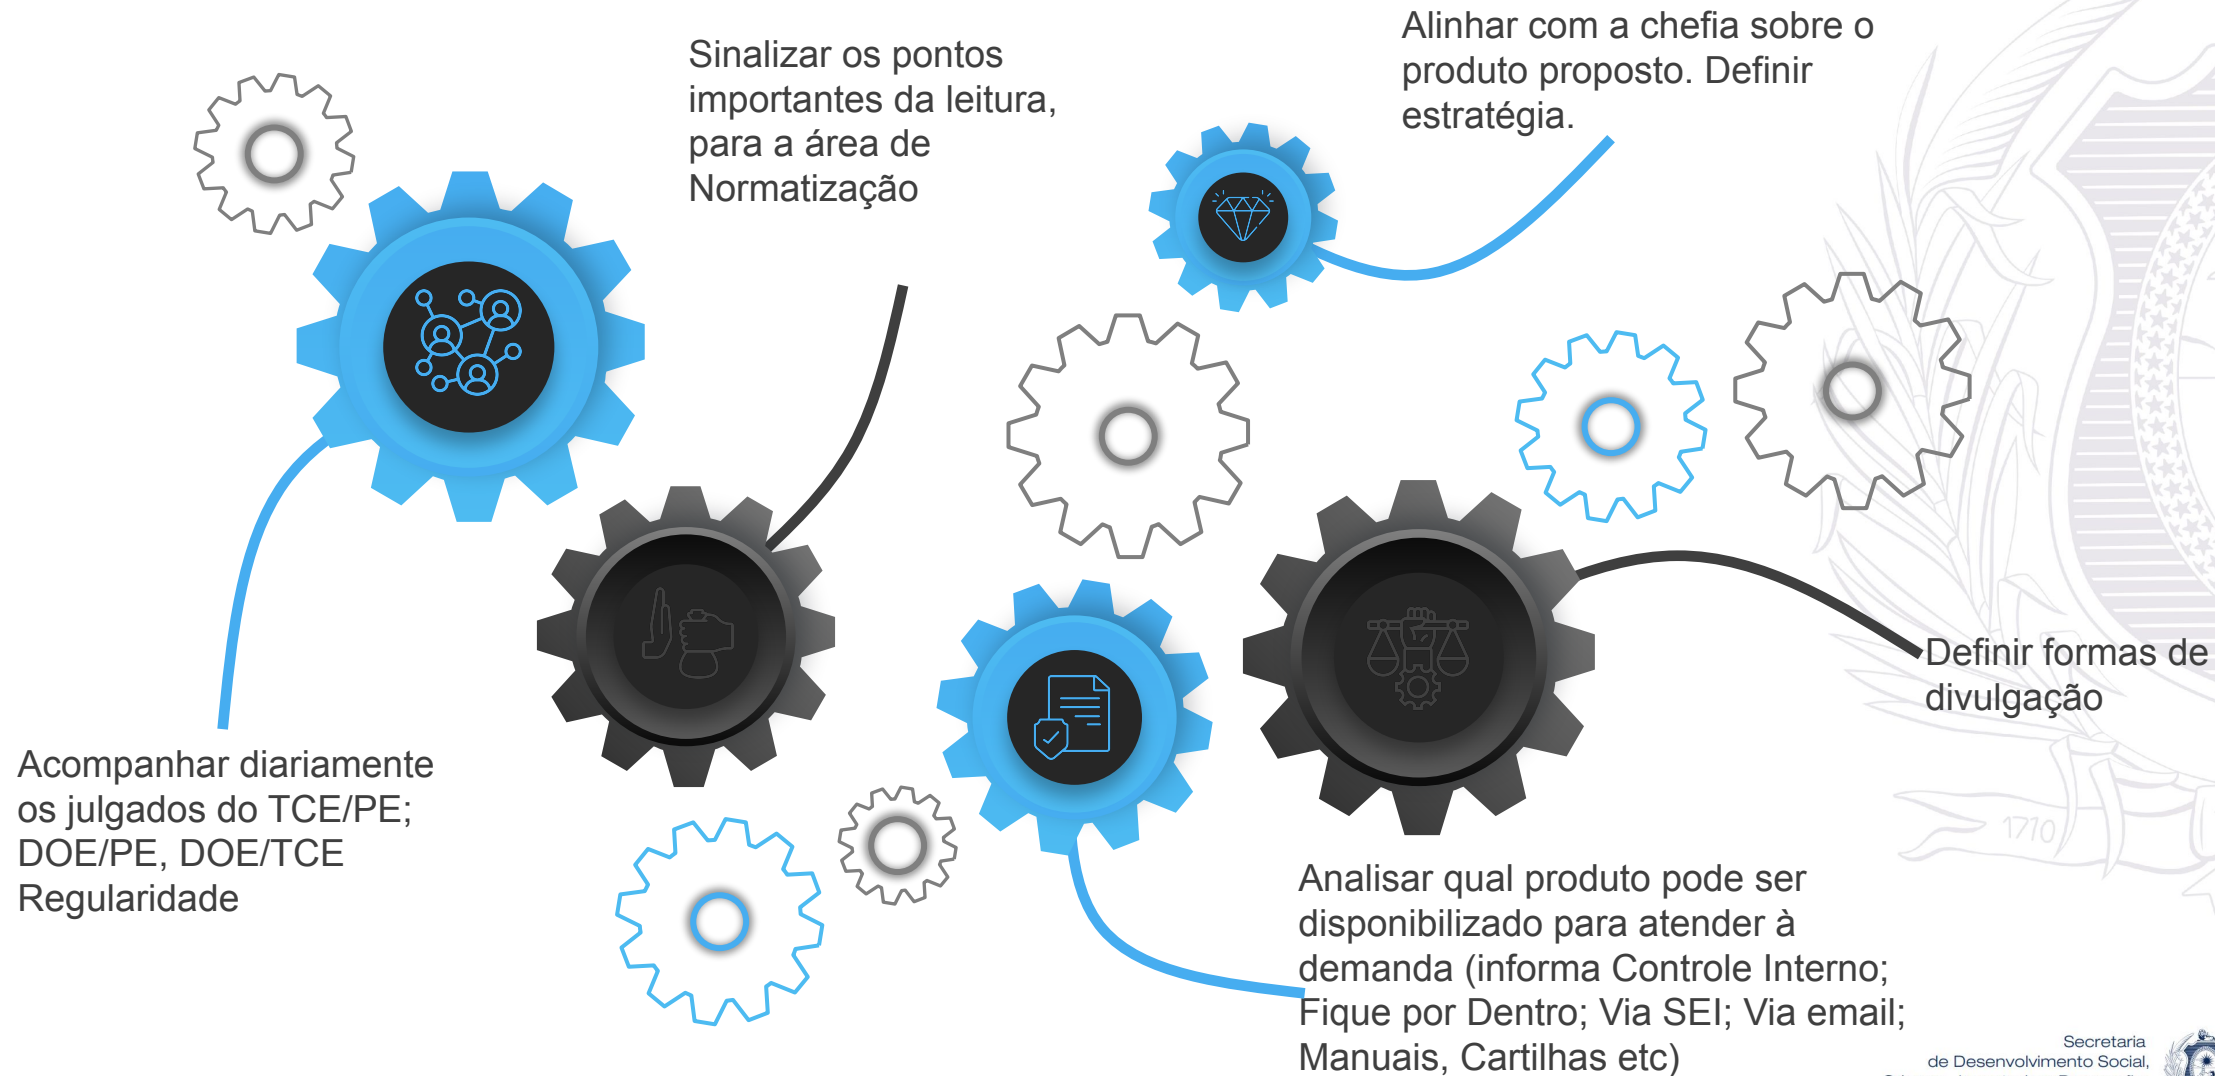 Sinalizar os pontos
importantes da leitura,
para a área de
Normatização
Alinhar com a chefia sobre o
produto proposto. Definir
estratégia.
Acompanhar diariamente
os julgados do TCE/PE;
DOE/PE, DOE/TCE
Regularidade
Definir formas de
divulgação
1710
Analisar qual produto pode ser
disponibilizado para atender à
demanda (informa Controle Interno;
Fique por Dentro; Via SEI; Via email;
Manuais, Cartilhas etc)
Secretaria
de Desenvolvimento Social,